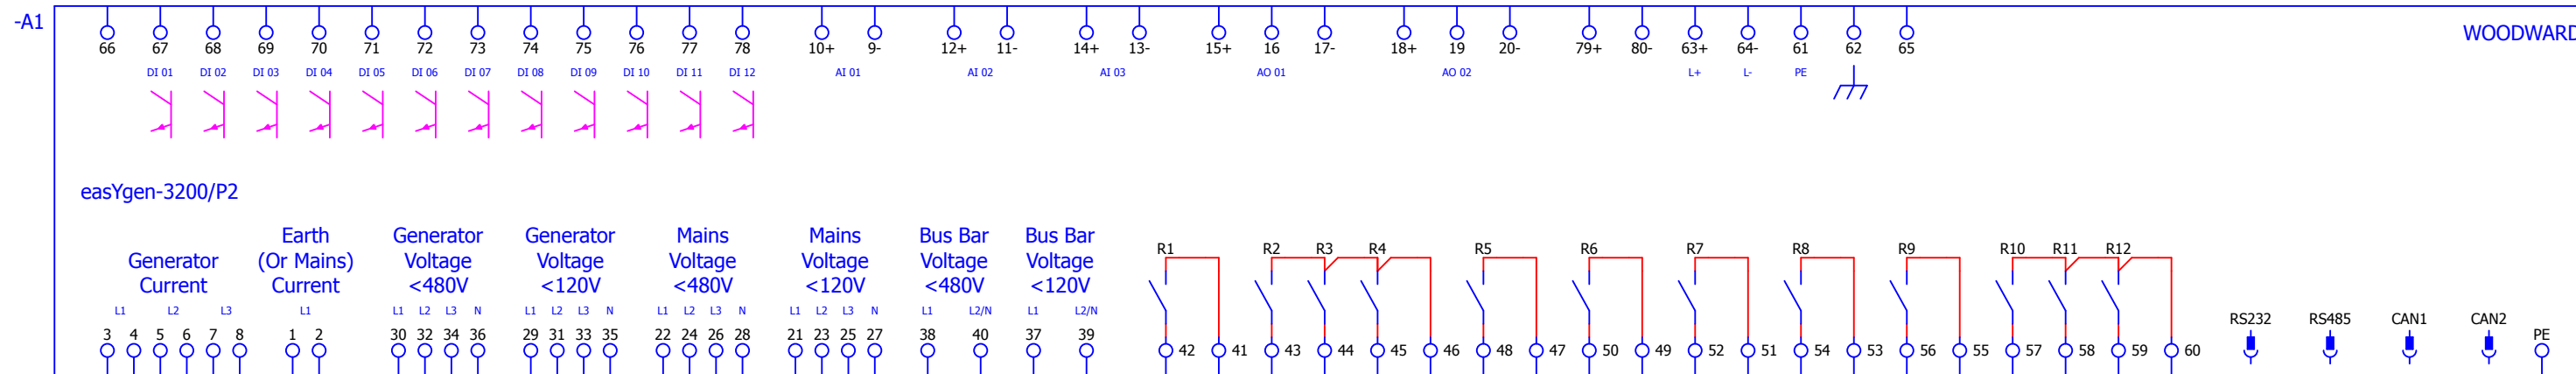 -A1
WOODWARD
66 67 68 69 70 71 72 73 74 75 76 77 78 10+ 9- 12+ 11- 14+ 13- 15+ 16 17- 18+ 19 20- 79+ 80- 63+ 64- 61 62 65
DI 01 DI 02 DI 03 DI 04 DI 05 DI 06 DI 07 DI 08 DI 09 DI 10 DI 11 DI 12 AI 01 AI 02 AI 03 AO 01 AO 02 L+ L- PE
easYgen-3200/P2
Generator
Current
Earth
(Or Mains)
Current
Generator
Voltage
<480V
Generator
Voltage
<120V
Mains
Voltage
<480V
Mains
Voltage
<120V
Bus Bar
Voltage
<480V
Bus Bar
Voltage
<120V
R1 R2 R3 R4 R5 R6 R7 R8 R9 R10 R11 R12
L1 L2 L3 L1 L1 L2 L3 N L1 L2 L3 N L1 L2 L3 N L1 L2 L3 N L1 L2/N L1 L2/N
RS232 RS485 CAN1 CAN2 PE
3 4 5 6 7 8 1 2 30 32 34 36 29 31 33 35 22 24 26 28 21 23 25 27 38 40 37 39
42 41 43 44 45 46 48 47 50 49 52 51 54 53 56 55 57 58 59 60